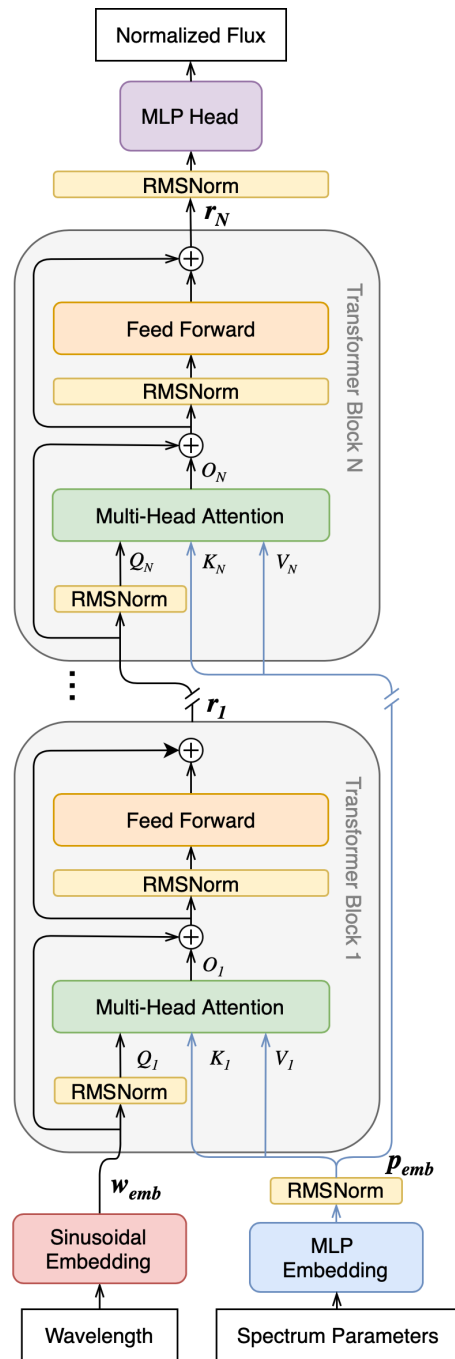 Normalized Flux
MLP Head
RMSNorm
r_N
Transformer Block N
Feed Forward
RMSNorm
O_N
Multi-Head Attention
Q_N
K_N
V_N
RMSNorm
r_1
Transformer Block 1
Feed Forward
RMSNorm
O_1
Multi-Head Attention
Q_1
K_1
V_1
RMSNorm
w_emb
p_emb
RMSNorm
Sinusoidal
Embedding
MLP
Embedding
Wavelength
Spectrum Parameters